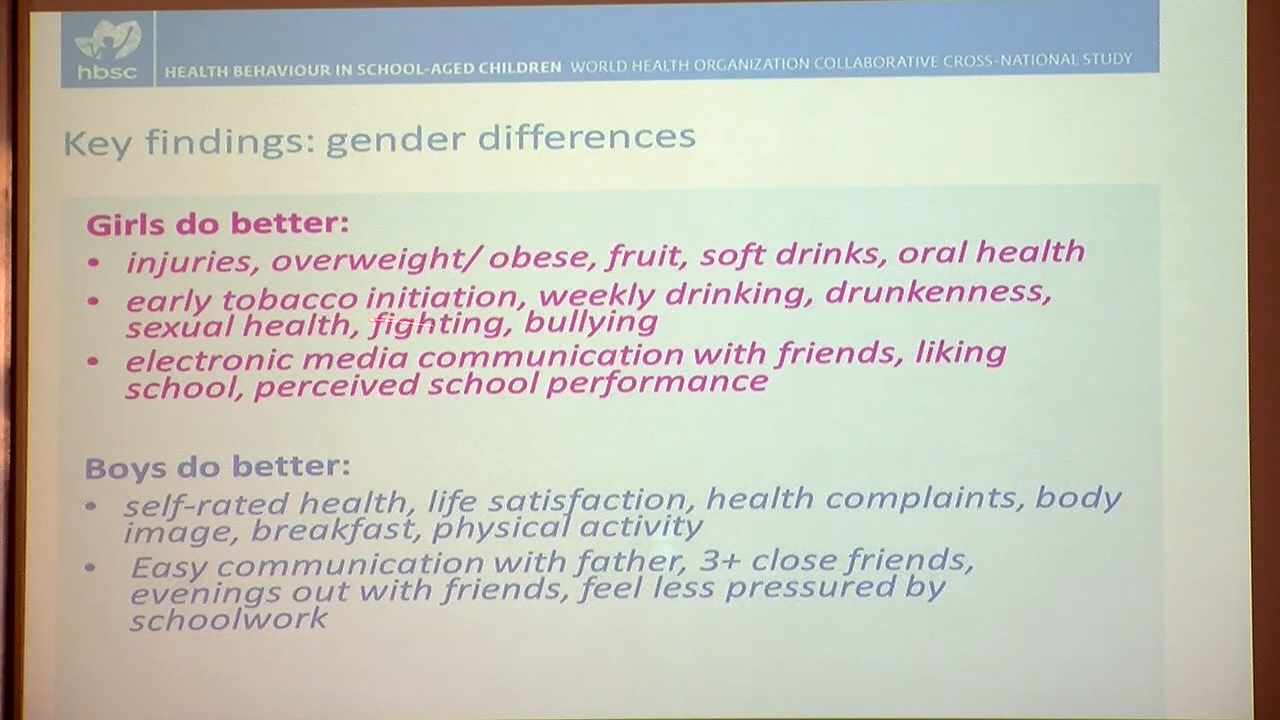 hbsc
HEALTH BEHAVIOUR IN SCHOOL-AGED CHILDREN WORLD HEALTH ORGANIZATION COLLABORATIVE CROSS-NATIONAL STUDY
Key findings: gender differences
Girls do better:
• injuries, overweight/ obese, fruit, soft drinks, oral health
• early tobacco initiation, weekly drinking, drunkenness,
sexual health, fighting, bullying
• electronic media communication with friends, liking
school, perceived school performance
Boys do better:
• self-rated health, life satisfaction, health complaints, body
image, breakfast, physical activity
• Easy communication with father, 3+ close friends,
evenings out with friends, feel less pressured by
schoolwork